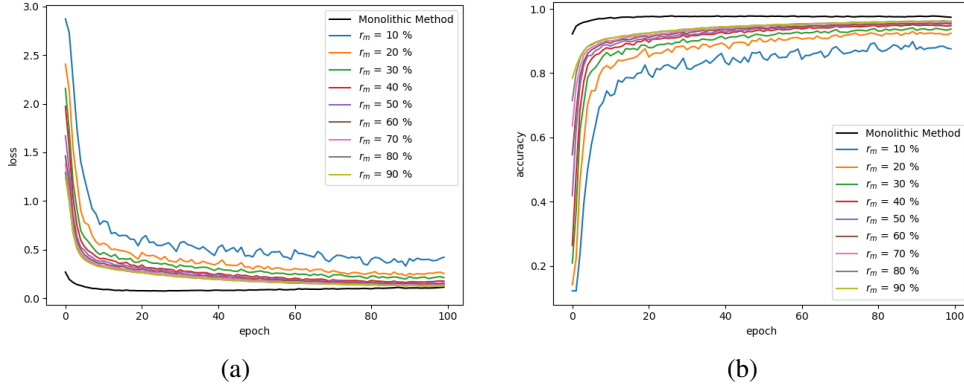 3.0
2.5
2.0
1.5
1.0
0.5
0.0
loss
0
20
40
60
80
100
epoch
Monolithic Method
r_m = 10 %
r_m = 20 %
r_m = 30 %
r_m = 40 %
r_m = 50 %
r_m = 60 %
r_m = 70 %
r_m = 80 %
r_m = 90 %
(a)
1.0
0.8
0.6
0.4
0.2
accuracy
0
20
40
60
80
100
epoch
Monolithic Method
r_m = 10 %
r_m = 20 %
r_m = 30 %
r_m = 40 %
r_m = 50 %
r_m = 60 %
r_m = 70 %
r_m = 80 %
r_m = 90 %
(b)